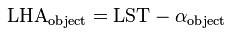 LHA_object = LST − α_object